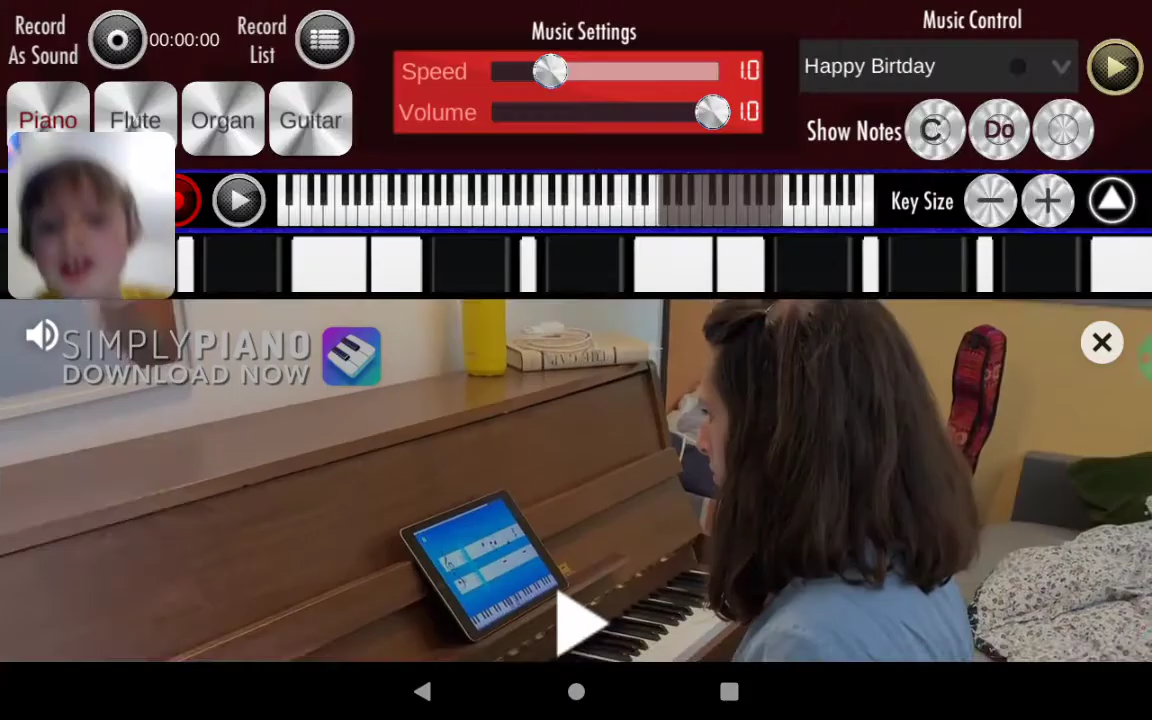 Record
As Sound
00:00:00
Record
List
Music Settings
Speed
1.0
Volume
1.0
Music Control
Happy Birtday
Show Notes
C
Do
Piano
Flute
Organ
Guitar
Key Size
SIMPLYPIANO
DOWNLOAD NOW